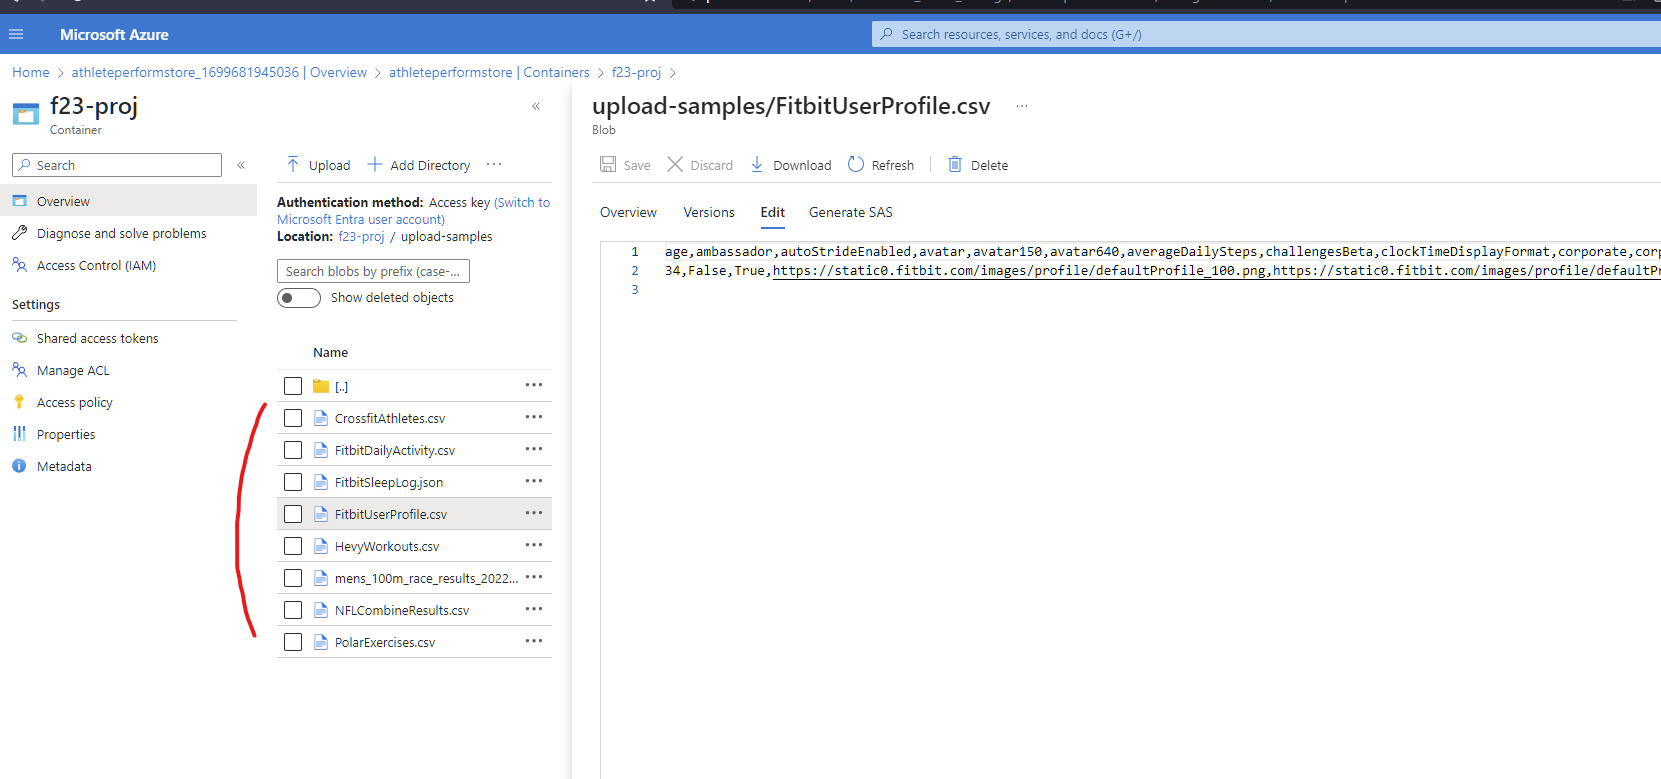 Microsoft Azure
Search resources, services, and docs (G+/)
Home > athleteperformstore_1699681945036 | Overview > athleteperformstore | Containers > f23-proj >
f23-proj
Container
Search
Overview
Diagnose and solve problems
Access Control (IAM)
Settings
Shared access tokens
Manage ACL
Access policy
Properties
Metadata
Upload
Add Directory
Authentication method: Access key (Switch to
Microsoft Entra user account)
Location: f23-proj / upload-samples
Search blobs by prefix (case-...
Show deleted objects
Name
[..]
CrossfitAthletes.csv
FitbitDailyActivity.csv
FitbitSleepLog.json
FitbitUserProfile.csv
HevyWorkouts.csv
mens_100m_race_results_2022...
NFLCombineResults.csv
PolarExercises.csv
upload-samples/FitbitUserProfile.csv
Blob
Save Discard Download Refresh Delete
Overview Versions Edit Generate SAS
1 age,ambassador,autoStrideEnabled,avatar,avatar150,avatar640,averageDailySteps,challengesBeta,clockTimeDisplayFormat,corporate,corp
2 34,False,True,https://static0.fitbit.com/images/profile/defaultProfile_100.png,https://static0.fitbit.com/images/profile/defaultPr
3